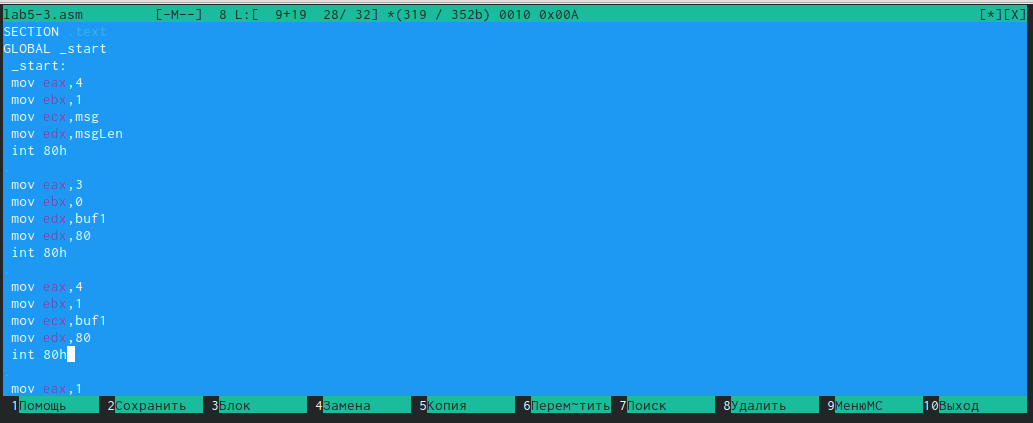 lab5-3.asm [-M--] 8 L:[ 9+19 28/ 32] *(319 / 352b) 0010 0x00A [*][X]
SECTION .text
GLOBAL _start
_start:
mov eax,4
mov ebx,1
mov ecx,msg
mov edx,msgLen
int 80h
mov eax,3
mov ebx,0
mov edx,buf1
mov edx,80
int 80h
mov eax,4
mov ebx,1
mov ecx,buf1
mov edx,80
int 80h
mov eax,1
1Помощь 2Сохранить 3Блок 4Замена 5Копия 6Перем~тить 7Поиск 8Удалить 9МенюMC 10Выход